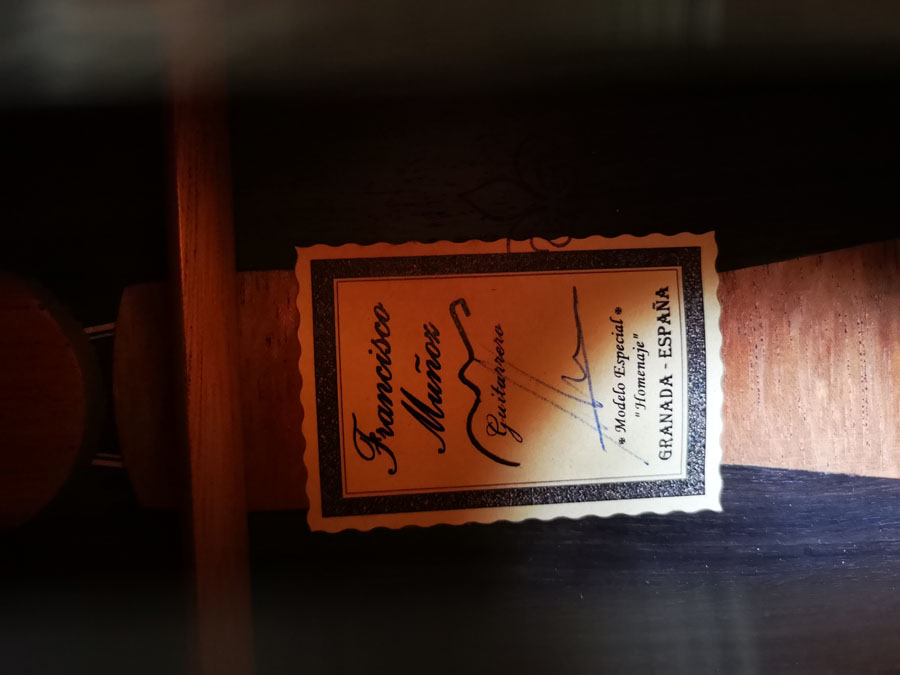 Francisco
Muñoz
Guitarrero
* Modelo Especial *
"Homenaje"
GRANADA - ESPAÑA